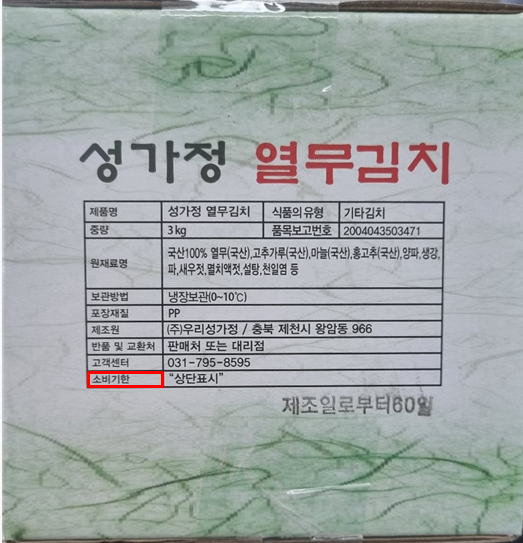 성가정 열무김치
제품명 성가정 열무김치 식품의유형 기타김치
중량 3kg 품목보고번호 2004043503471
원재료명 국산100% 열무(국산),고추가루(국산),마늘(국산),홍고추(국산),양파,생강,
파,새우젓,멸치액젓,설탕,천일염 등
보관방법 냉장보관(0~10℃)
포장재질 PP
제조원 (주)우리성가정 / 충북 제천시 왕암동 966
반품 및 교환처 판매처 또는 대리점
고객센터 031-795-8595
소비기한 "상단표시"
제조일로부터60일